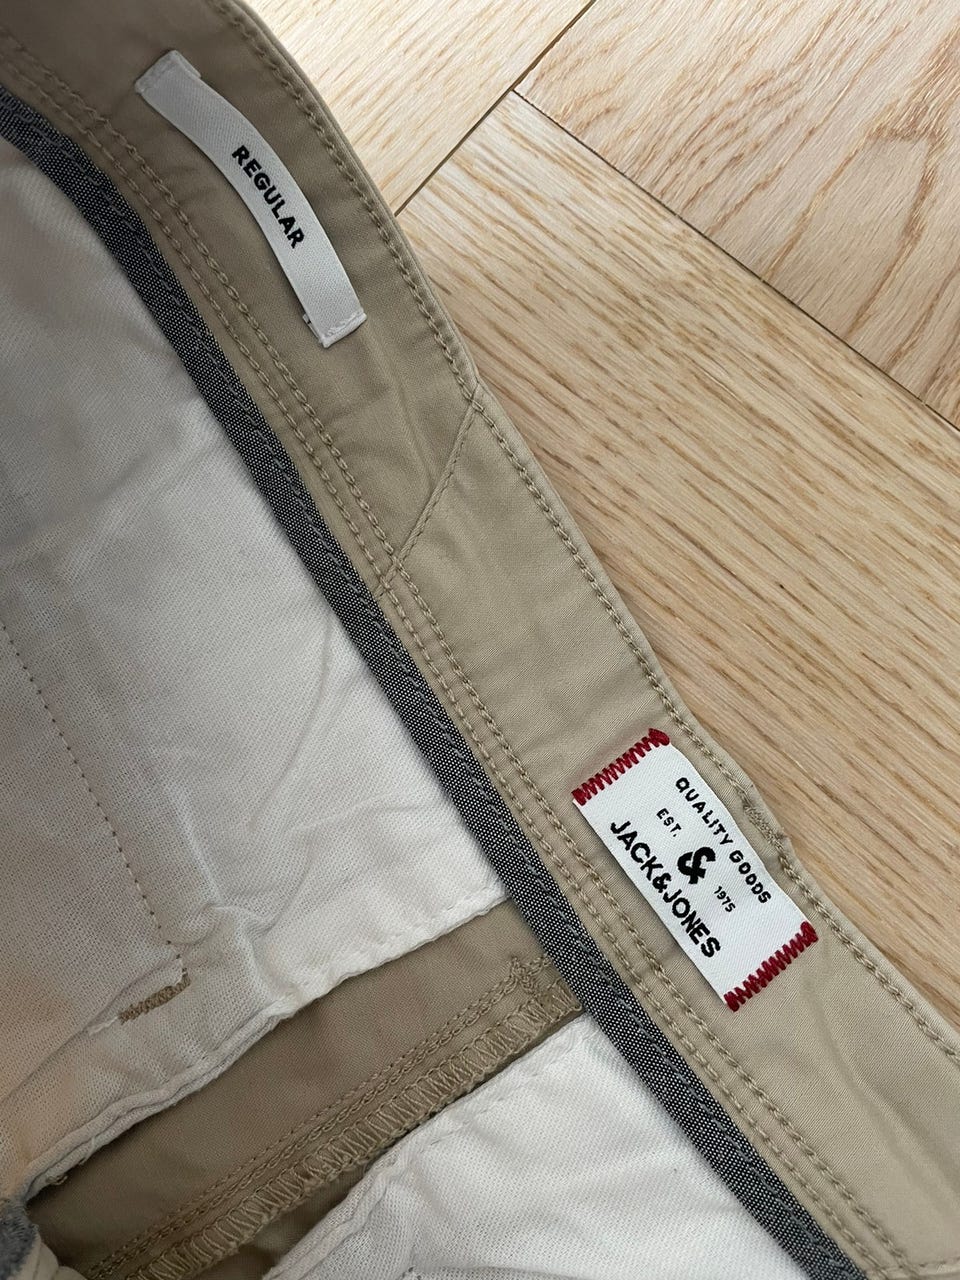 REGULAR
QUALITY GOODS
EST. & 1975
JACK&JONES